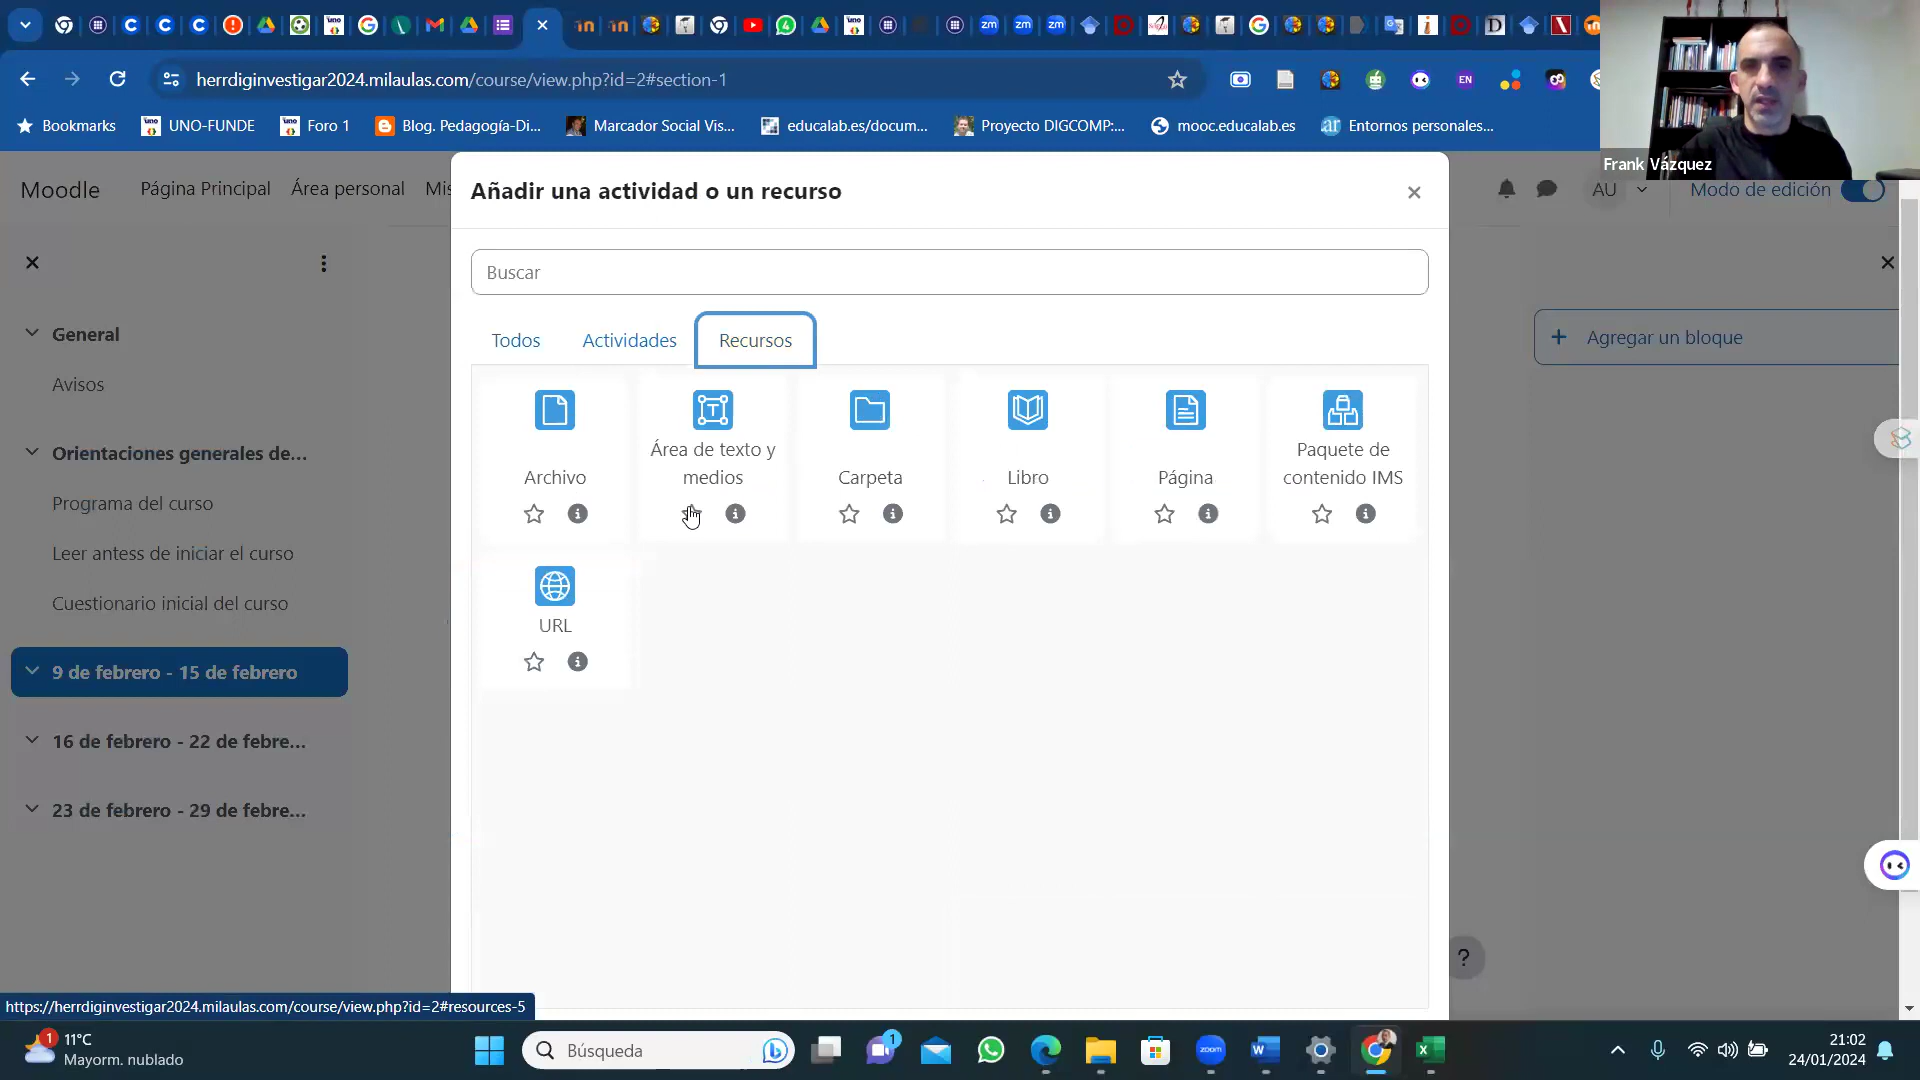 herrdiginvestigar2024.milaulas.com/course/view.php?id=2#section-1
EN
Bookmarks
UNO-FUNDE
Foro 1
Blog. Pedagogía-Di...
Marcador Social Vis...
educalab.es/docum...
Proyecto DIGCOMP:...
mooc.educalab.es
Entornos personales...
Frank Vázquez
Moodle
Página Principal
Área personal
Mis
AU
Modo de edición
Añadir una actividad o un recurso
Buscar
Todos
Actividades
Recursos
Archivo
Área de texto y
medios
Carpeta
Libro
Página
Paquete de
contenido IMS
URL
General
Avisos
Orientaciones generales de...
Programa del curso
Leer antess de iniciar el curso
Cuestionario inicial del curso
9 de febrero - 15 de febrero
16 de febrero - 22 de febre...
23 de febrero - 29 de febre...
Agregar un bloque
?
https://herrdiginvestigar2024.milaulas.com/course/view.php?id=2#resources-5
1
11°C
Mayorm. nublado
Búsqueda
1
zoom
21:02
24/01/2024